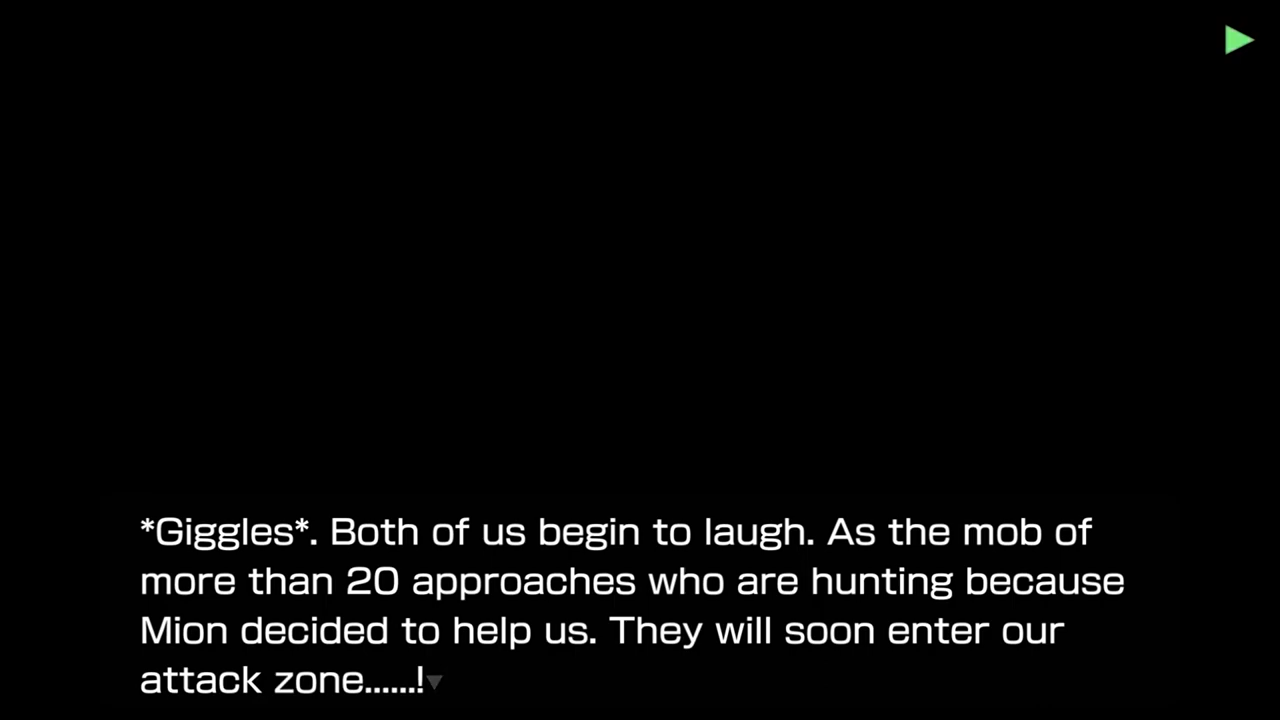 *Giggles*. Both of us begin to laugh. As the mob of
more than 20 approaches who are hunting because
Mion decided to help us. They will soon enter our
attack zone......!